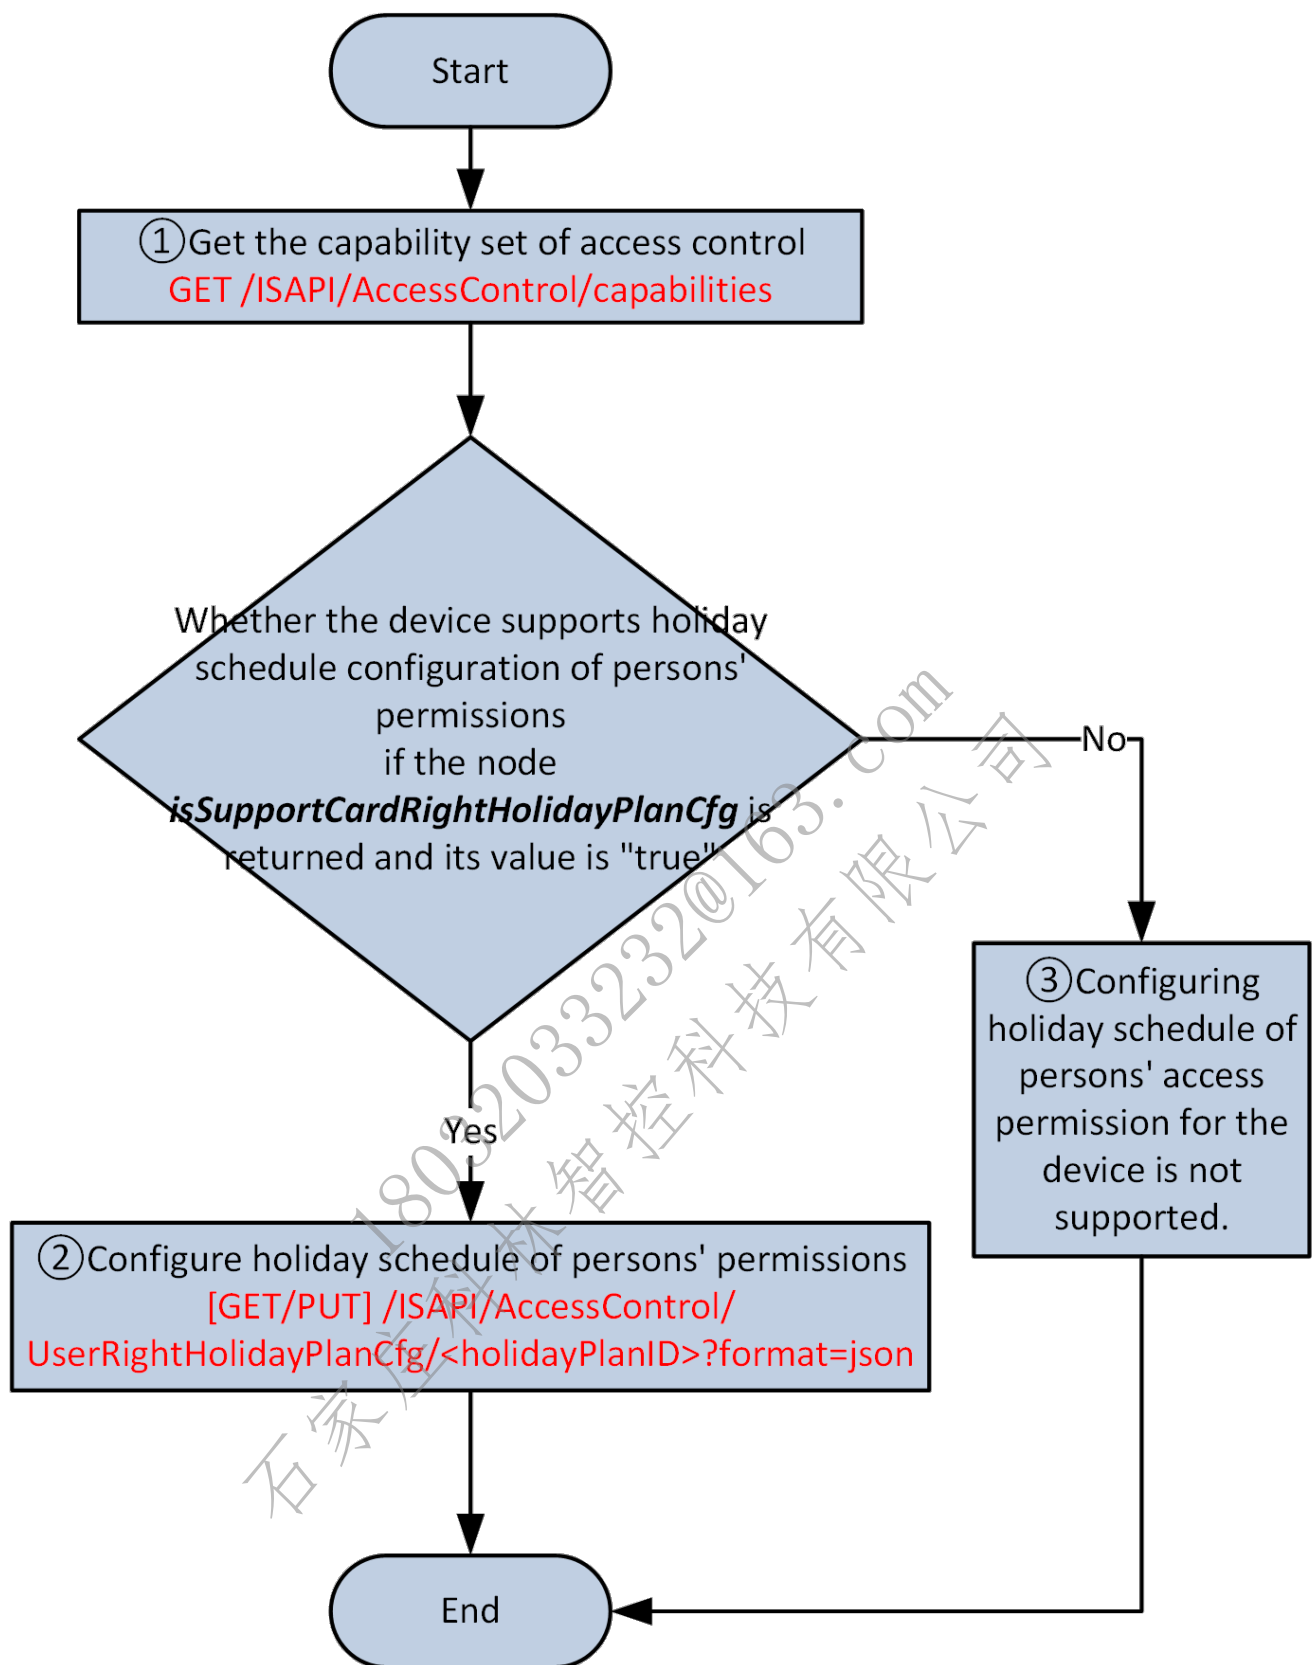 Start
①Get the capability set of access control
GET /ISAPI/AccessControl/capabilities
Whether the device supports holiday
schedule configuration of persons'
permissions
if the node
isSupportCardRightHolidayPlanCfg is
returned and its value is "true"
No
Yes
③Configuring
holiday schedule of
persons' access
permission for the
device is not
supported.
②Configure holiday schedule of persons' permissions
[GET/PUT] /ISAPI/AccessControl/
UserRightHolidayPlanCfg/<holidayPlanID>?format=json
End
18032033232@163.com
石家庄科林智控科技有限公司